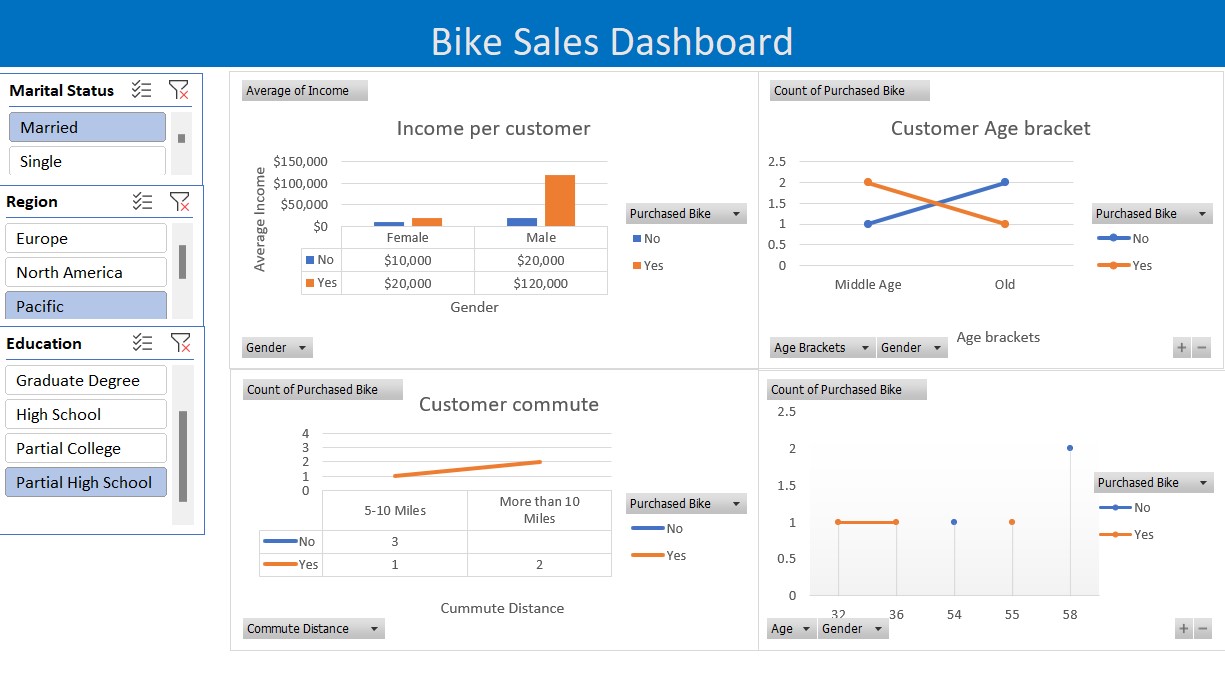 Bike Sales Dashboard
Marital Status
Married
Single
Region
Europe
North America
Pacific
Education
Graduate Degree
High School
Partial College
Partial High School
Average of Income
Income per customer
Average Income
$150,000
$100,000
$50,000
$0
Female Male
No $10,000 $20,000
Yes $20,000 $120,000
Gender
Purchased Bike
No
Yes
Gender
Count of Purchased Bike
Customer Age bracket
2.5
2
1.5
1
0.5
0
Middle Age Old
Age brackets
Purchased Bike
No
Yes
Age Brackets Gender
Count of Purchased Bike
Customer commute
4
3
2
1
0
5-10 Miles More than 10 Miles
No 3
Yes 1 2
Cummute Distance
Purchased Bike
No
Yes
Commute Distance
Count of Purchased Bike
2.5
2
1.5
1
0.5
0
32 36 54 55 58
Purchased Bike
No
Yes
Age Gender